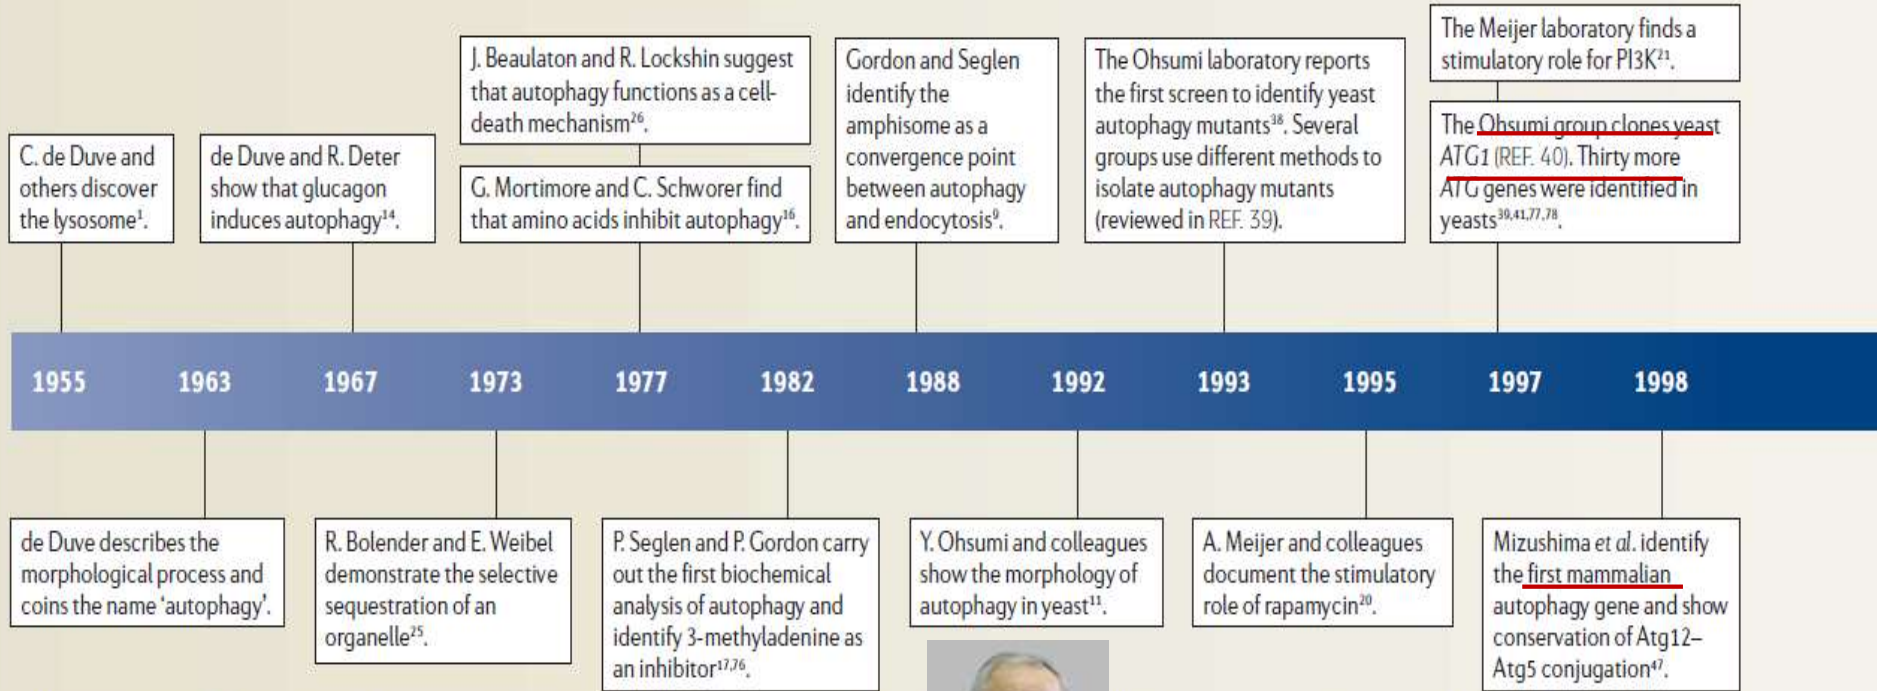 C. de Duve and
others discover
the lysosome¹.
de Duve and R. Deter
show that glucagon
induces autophagy¹⁴.
J. Beaulaton and R. Lockshin suggest
that autophagy functions as a cell-
death mechanism²⁶.
G. Mortimore and C. Schworer find
that amino acids inhibit autophagy¹⁶.
Gordon and Seglen
identify the
amphisome as a
convergence point
between autophagy
and endocytosis⁹.
The Ohsumi laboratory reports
the first screen to identify yeast
autophagy mutants³⁸. Several
groups use different methods to
isolate autophagy mutants
(reviewed in REF. 39).
The Meijer laboratory finds a
stimulatory role for PI3K²¹.
The Ohsumi group clones yeast
ATG1 (REF. 40). Thirty more
ATG genes were identified in
yeasts³⁹,⁴¹,⁷⁷,⁷⁸.
1955 1963 1967 1973 1977 1982 1988 1992 1993 1995 1997 1998
de Duve describes the
morphological process and
coins the name ‘autophagy’.
R. Bolender and E. Weibel
demonstrate the selective
sequestration of an
organelle²⁵.
P. Seglen and P. Gordon carry
out the first biochemical
analysis of autophagy and
identify 3-methyladenine as
an inhibitor¹⁷,⁷⁶.
Y. Ohsumi and colleagues
show the morphology of
autophagy in yeast¹¹.
A. Meijer and colleagues
document the stimulatory
role of rapamycin²⁰.
Mizushima et al. identify
the first mammalian
autophagy gene and show
conservation of Atg12–
Atg5 conjugation⁴⁷.